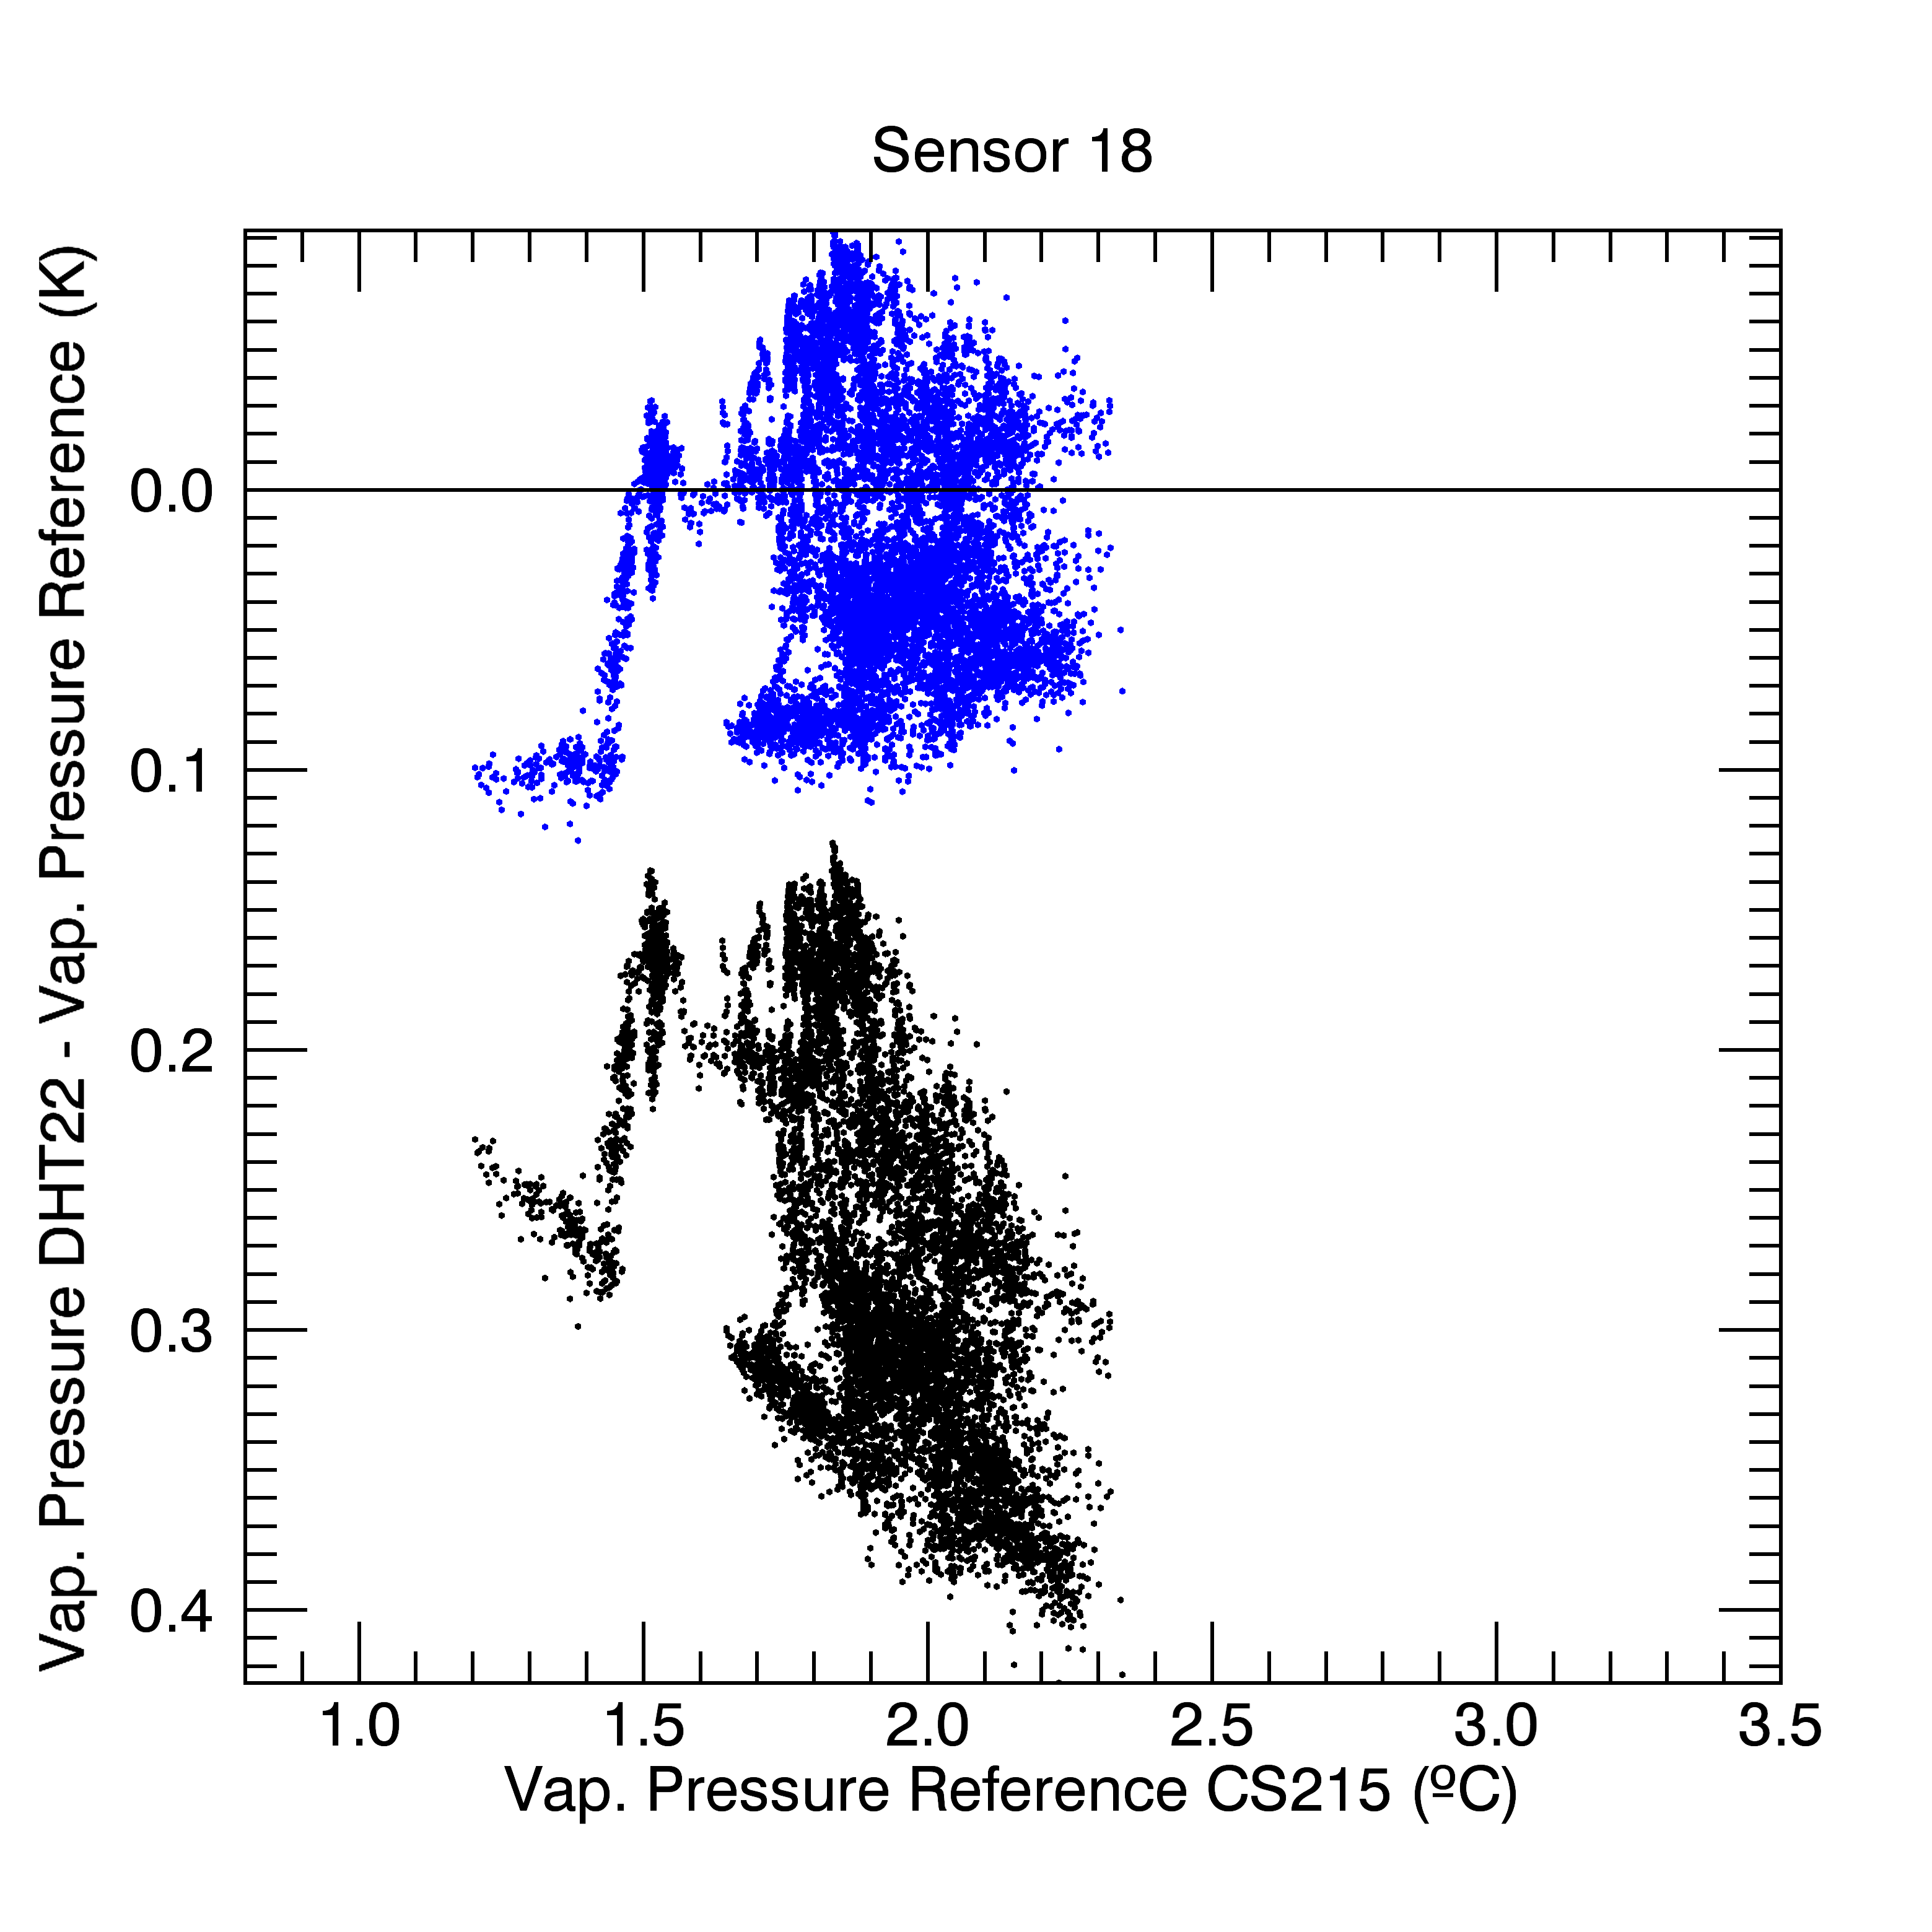 Sensor 18
Vap. Pressure DHT22 - Vap. Pressure Reference (K)
0.0
0.1
0.2
0.3
0.4
1.0 1.5 2.0 2.5 3.0 3.5
Vap. Pressure Reference CS215 (ºC)